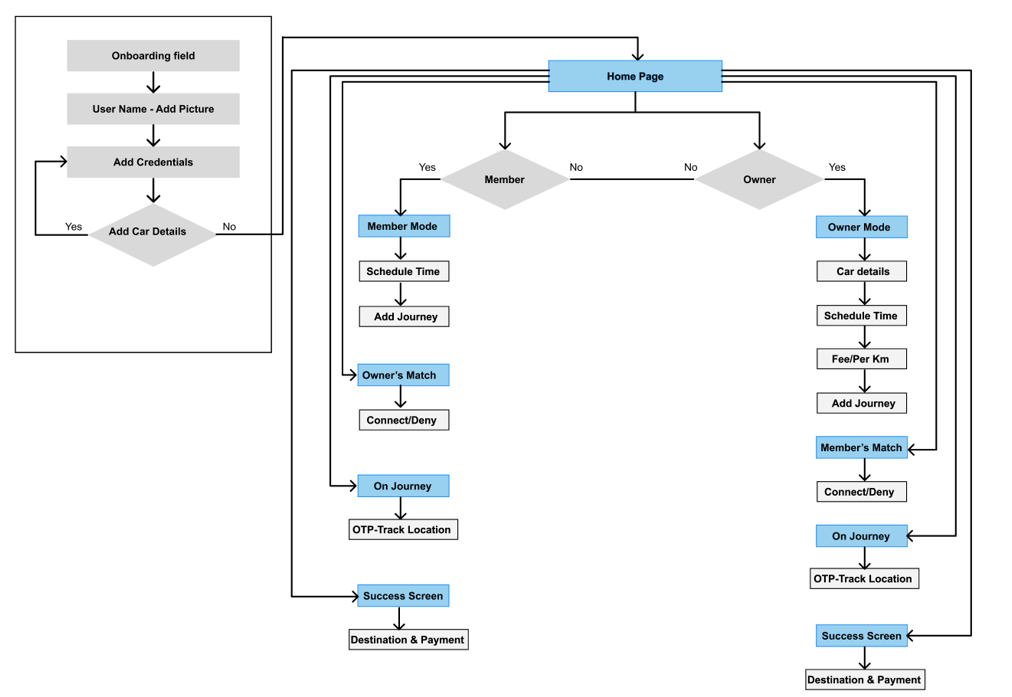 Onboarding field
User Name - Add Picture
Add Credentials
Add Car Details
Yes
No
Home Page
Yes
Member
No
No
Owner
Yes
Member Mode
Schedule Time
Add Journey
Owner's Match
Connect/Deny
On Journey
OTP-Track Location
Success Screen
Destination & Payment
Owner Mode
Car details
Schedule Time
Fee/Per Km
Add Journey
Member's Match
Connect/Deny
On Journey
OTP-Track Location
Success Screen
Destination & Payment